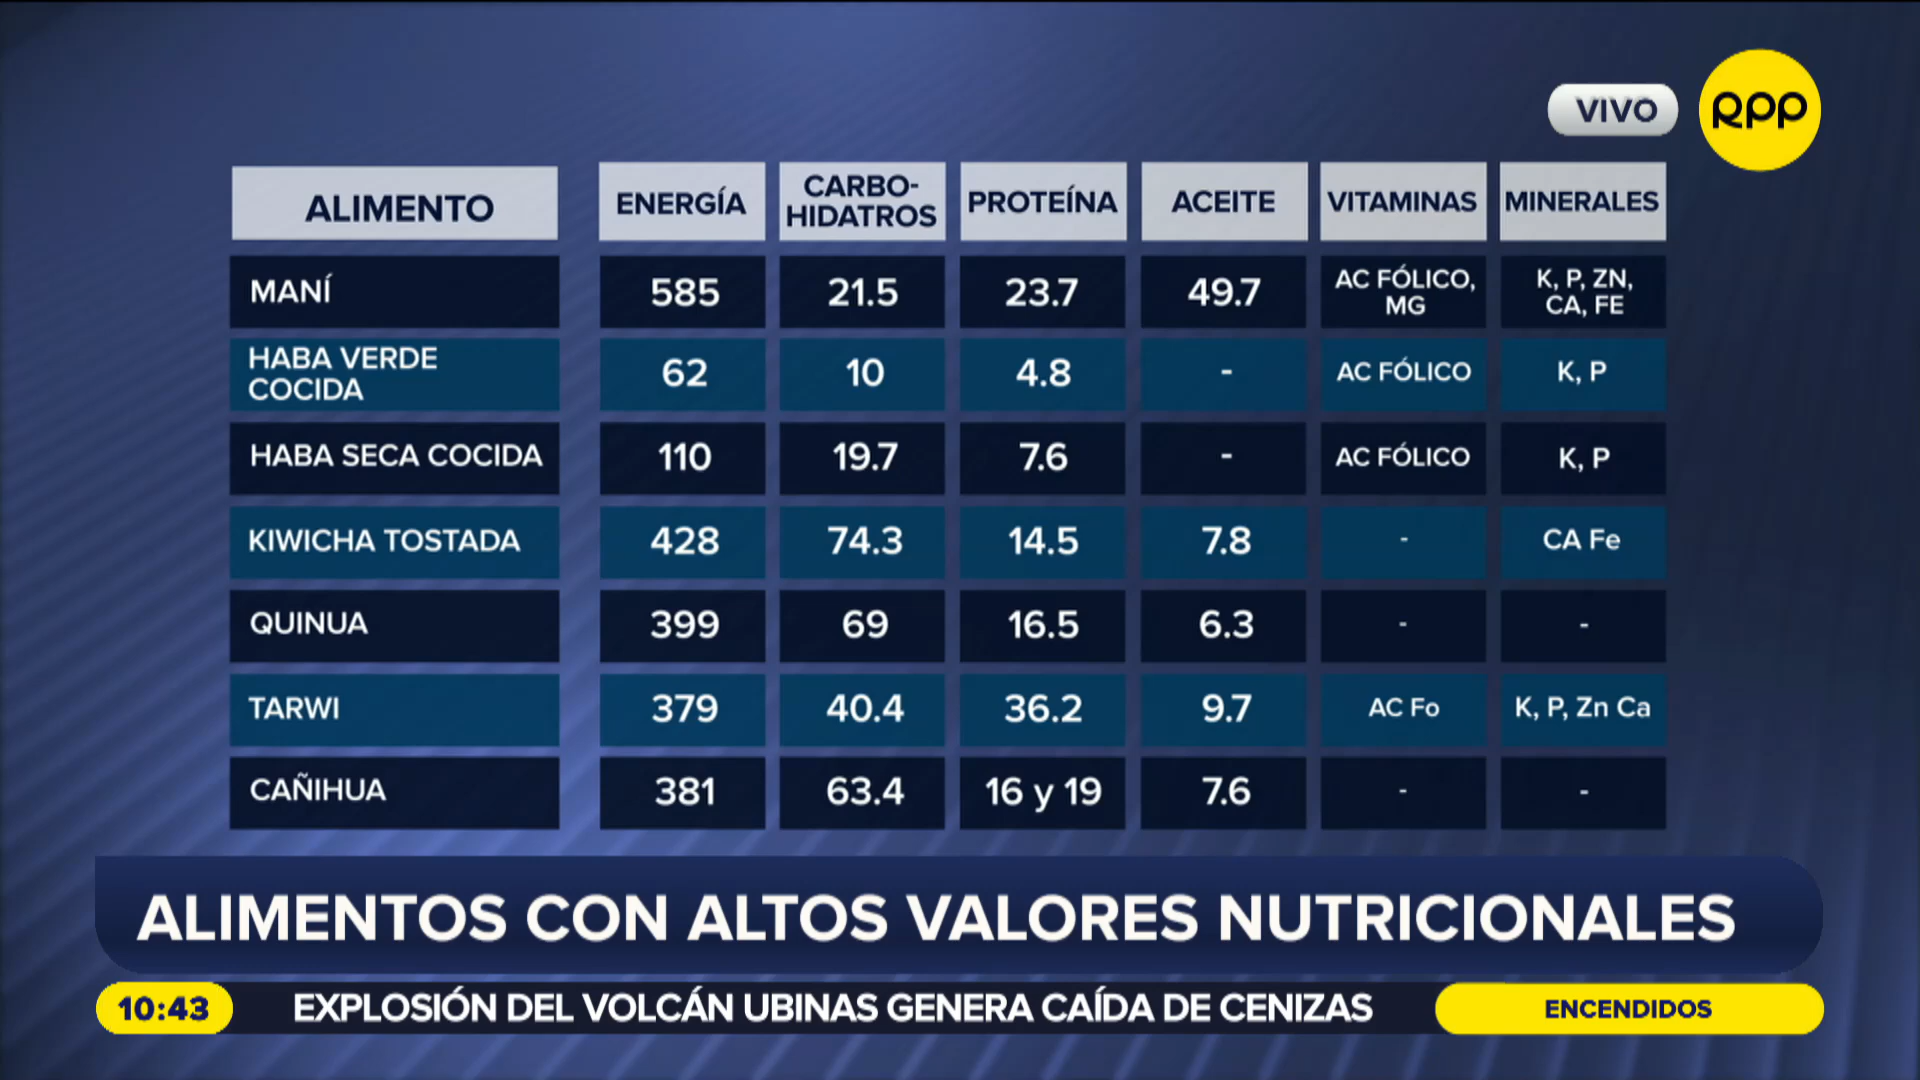 VIVO
rpp
ALIMENTO ENERGÍA CARBO-HIDATROS PROTEÍNA ACEITE VITAMINAS MINERALES
MANÍ 585 21.5 23.7 49.7 AC FÓLICO, MG K, P, ZN, CA, FE
HABA VERDE COCIDA 62 10 4.8 - AC FÓLICO K, P
HABA SECA COCIDA 110 19.7 7.6 - AC FÓLICO K, P
KIWICHA TOSTADA 428 74.3 14.5 7.8 - CA Fe
QUINUA 399 69 16.5 6.3 - -
TARWI 379 40.4 36.2 9.7 AC Fo K, P, Zn Ca
CAÑIHUA 381 63.4 16 y 19 7.6 - -
ALIMENTOS CON ALTOS VALORES NUTRICIONALES
10:43 EXPLOSIÓN DEL VOLCÁN UBINAS GENERA CAÍDA DE CENIZAS ENCENDIDOS